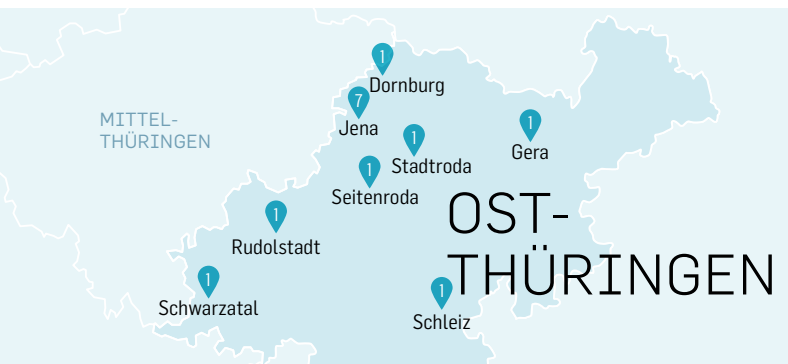 1
Dornburg
7
Jena
MITTEL-
THÜRINGEN
1
Stadtroda
1
Gera
1
Seitenroda
OST-
THÜRINGEN
1
Rudolstadt
1
Schwarzatal
1
Schleiz